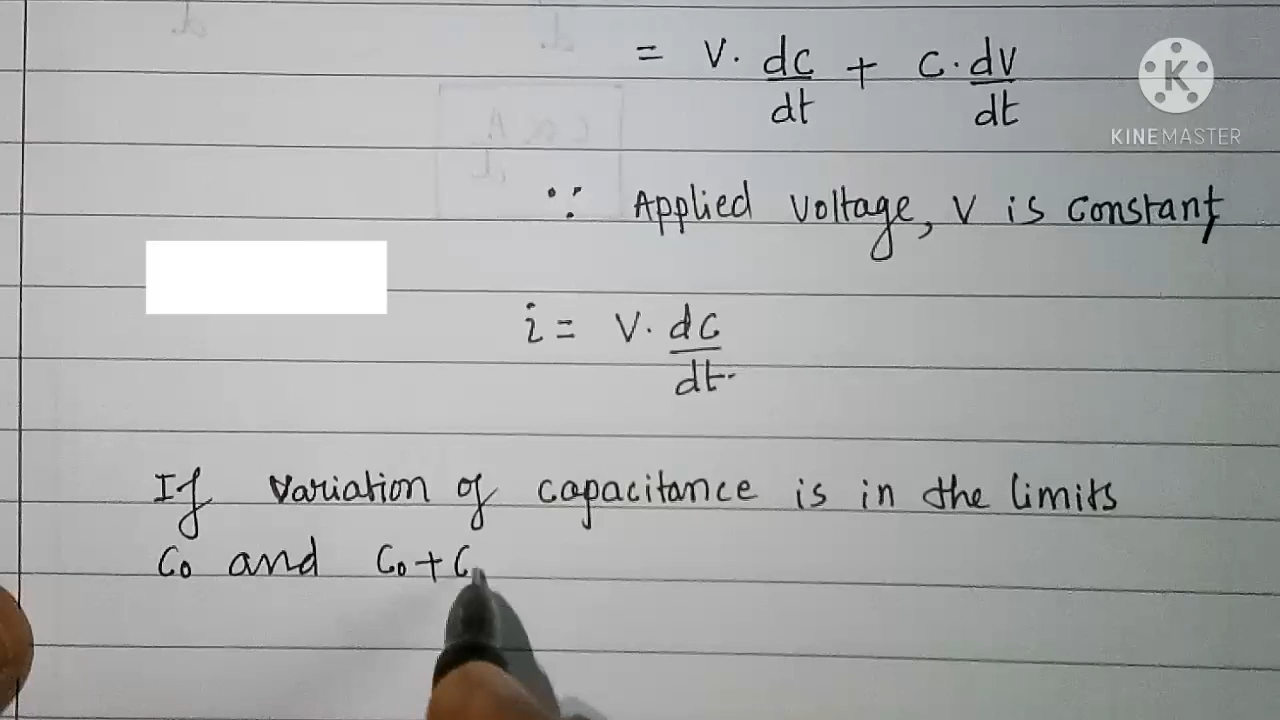 = V. dc/dt + C. dv/dt
KINEMASTER
∵ Applied voltage, V is constant
i = V. dc/dt
If variation of capacitance is in the limits
C₀ and C₀ + C